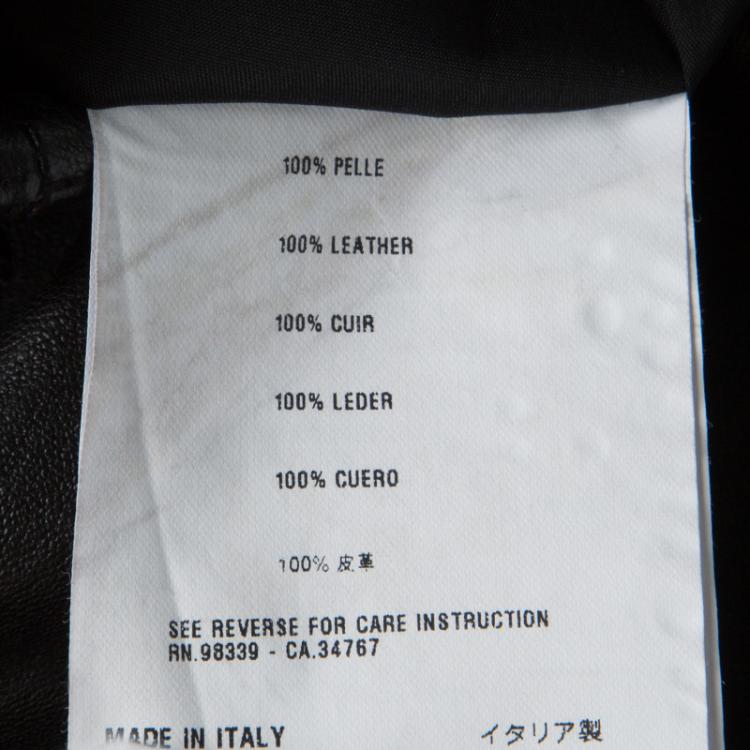 100% PELLE
100% LEATHER
100% CUIR
100% LEDER
100% CUERO
100% 皮革
SEE REVERSE FOR CARE INSTRUCTION
RN.98339 - CA.34767
MADE IN ITALY イタリア製